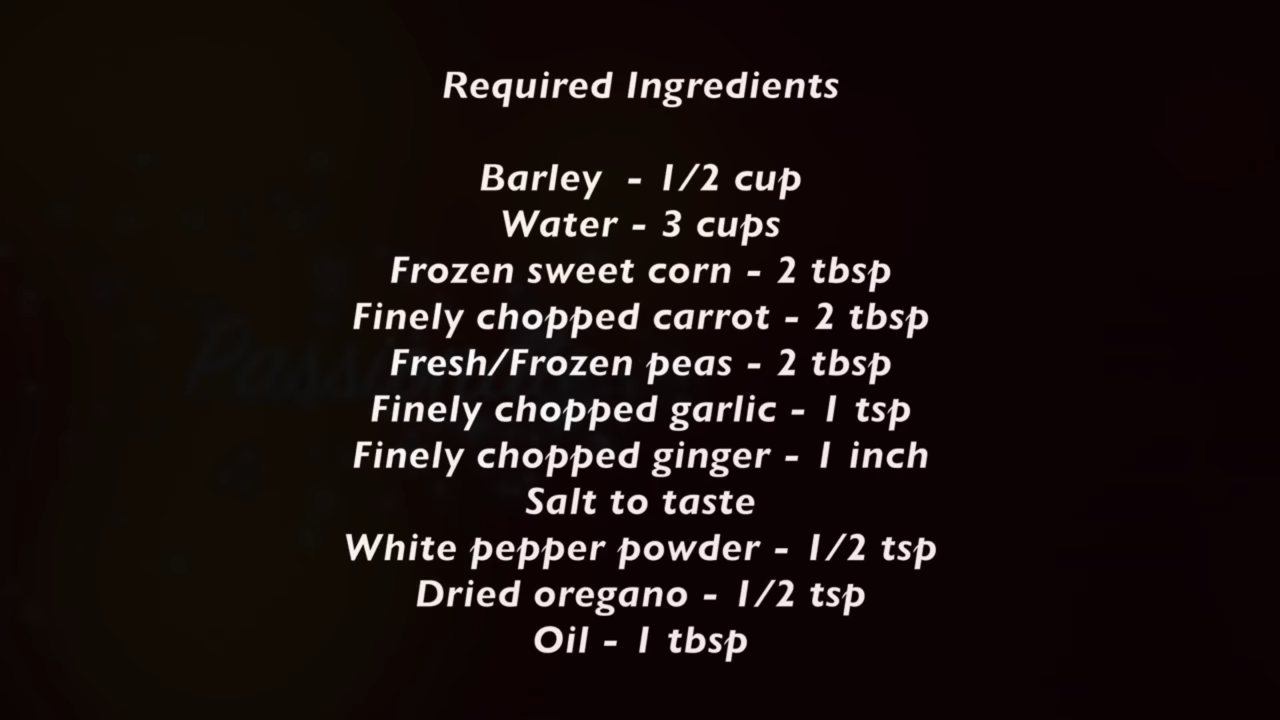 Required Ingredients
Barley - 1/2 cup
Water - 3 cups
Frozen sweet corn - 2 tbsp
Finely chopped carrot - 2 tbsp
Fresh/Frozen peas - 2 tbsp
Finely chopped garlic - 1 tsp
Finely chopped ginger - 1 inch
Salt to taste
White pepper powder - 1/2 tsp
Dried oregano - 1/2 tsp
Oil - 1 tbsp